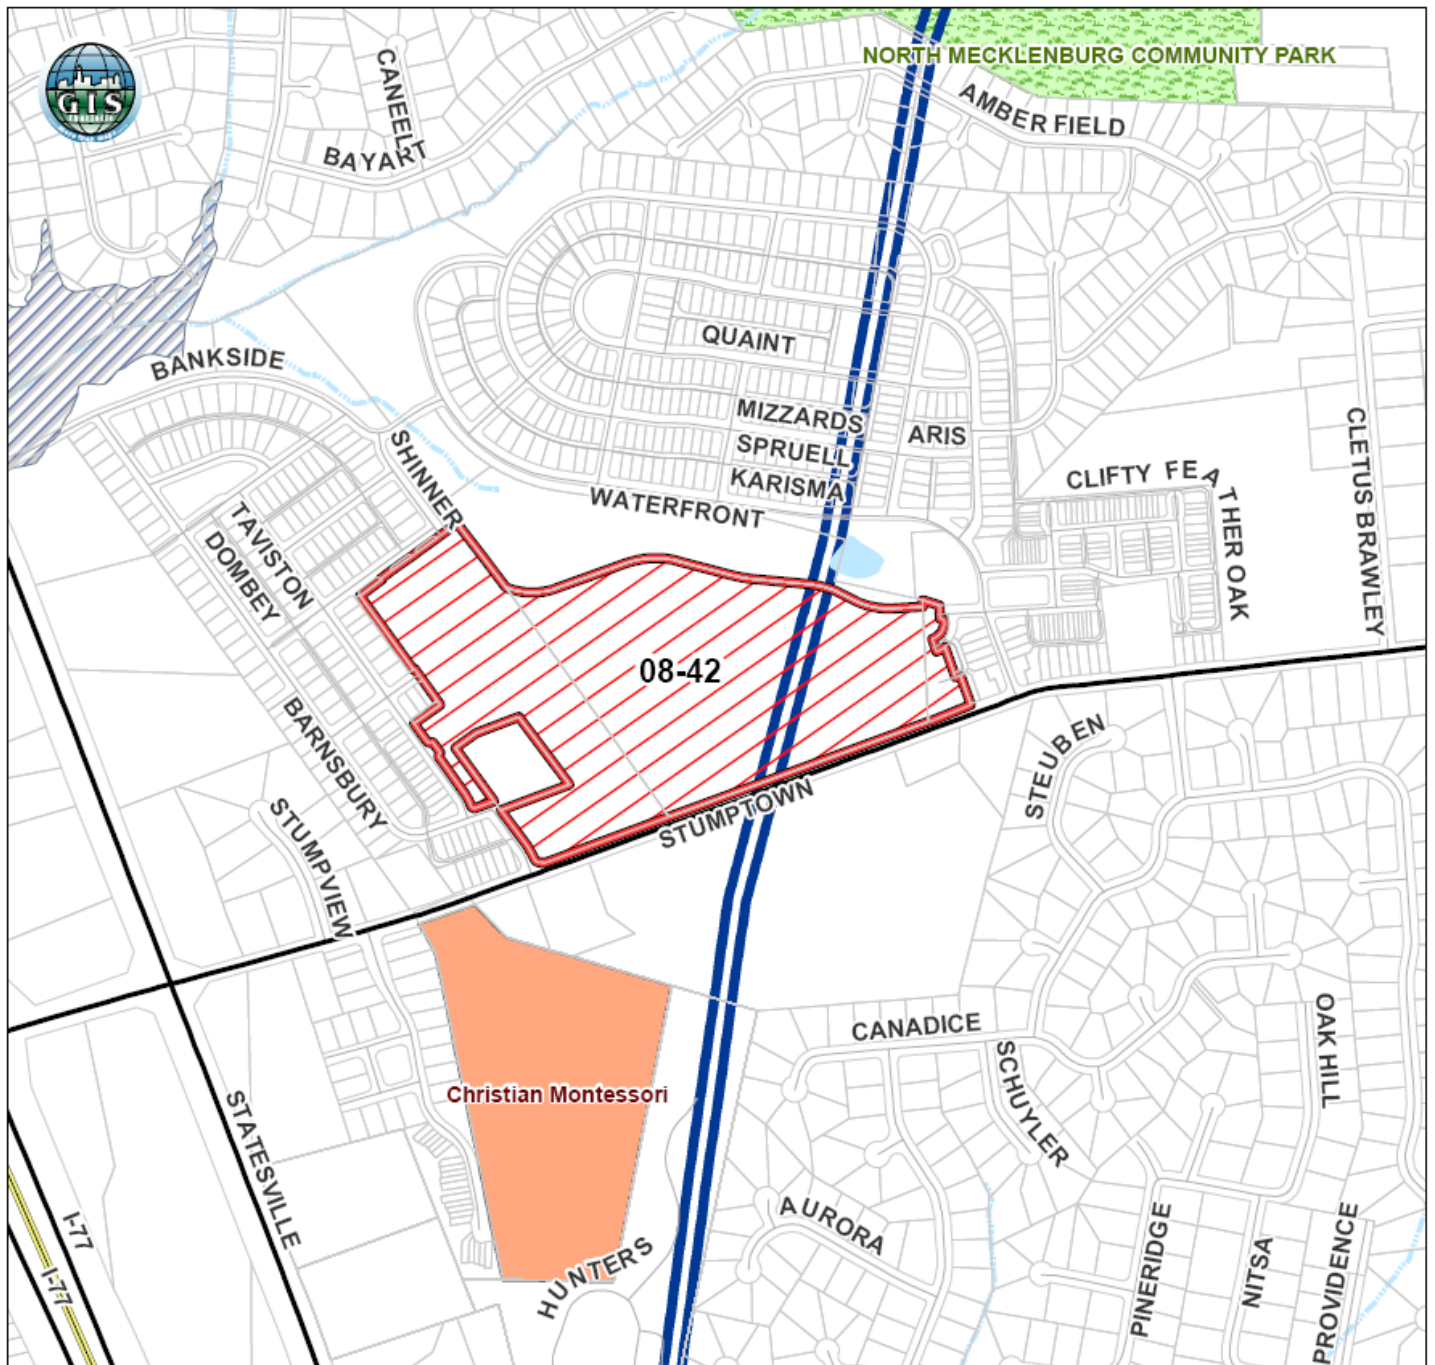 NORTH MECKLENBURG COMMUNITY PARK
CANEEL
GIS
AMBER FIELD
BAYART
QUAINT
BANKSIDE
MIZZARDS
ARIS
SPRUELL
KARISMA
SHINNER
WATERFRONT
CLIFTY FEATHER OAK
CLETUS BRAWLEY
TAVISTON
DOMBEY
08-42
BARNSBURY
STUMPTOWN
STEUBEN
STUMPVIEW
CANADICE
OAK HILL
SCHUYLER
Christian Montessori
STATESVILLE
I-77
I-77
HUNTERS
AURORA
PINERIDGE
NITSA
PROVIDENCE